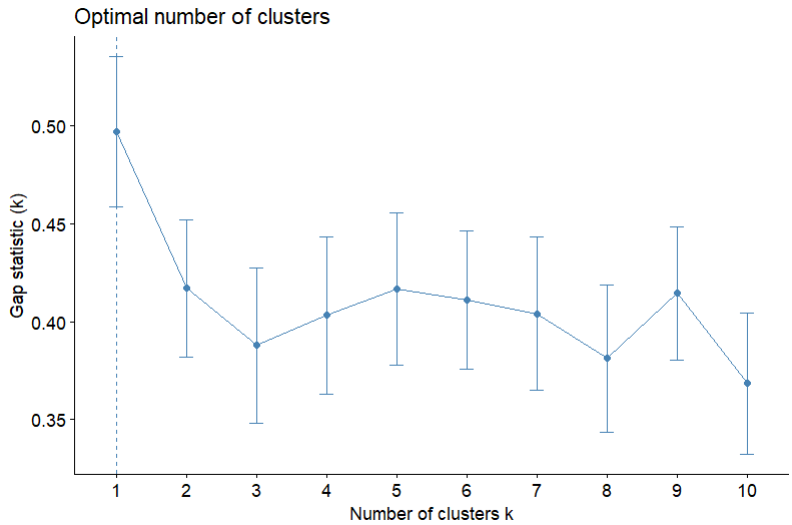 Optimal number of clusters
Gap statistic (k)
0.50
0.45
0.40
0.35
1 2 3 4 5 6 7 8 9 10
Number of clusters k